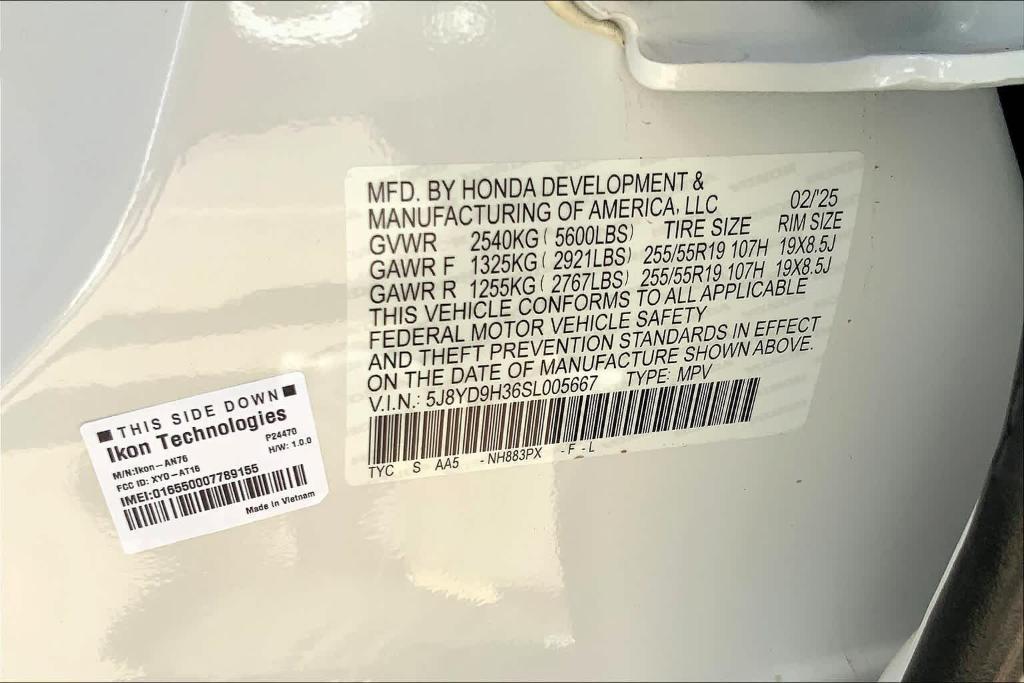 MFD. BY HONDA DEVELOPMENT &
MANUFACTURING OF AMERICA, LLC 02/'25
GVWR 2540KG ( 5600LBS) TIRE SIZE RIM SIZE
GAWR F 1325KG ( 2921LBS) 255/55R19 107H 19X8.5J
GAWR R 1255KG ( 2767LBS) 255/55R19 107H 19X8.5J
THIS VEHICLE CONFORMS TO ALL APPLICABLE
FEDERAL MOTOR VEHICLE SAFETY
AND THEFT PREVENTION STANDARDS IN EFFECT
ON THE DATE OF MANUFACTURE SHOWN ABOVE.
V.I.N.: 5J8YD9H36SL005667 TYPE: MPV
TYC S AA5 -NH883PX -F-L
THIS SIDE DOWN
Ikon Technologies
P24470
M/N:Ikon-AN76 H/W: 1.0.0
FCC ID: XYO-AT16
IMEI:016550007789155
Made in Vietnam